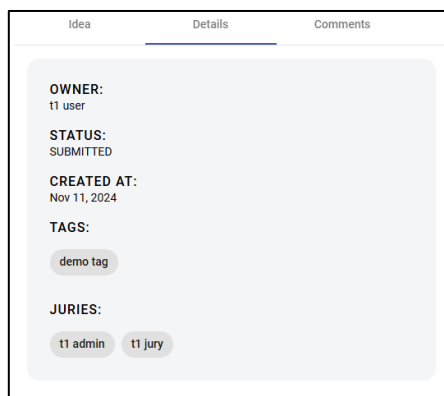 Idea Details Comments
OWNER:
t1 user
STATUS:
SUBMITTED
CREATED AT:
Nov 11, 2024
TAGS:
demo tag
JURIES:
t1 admin t1 jury